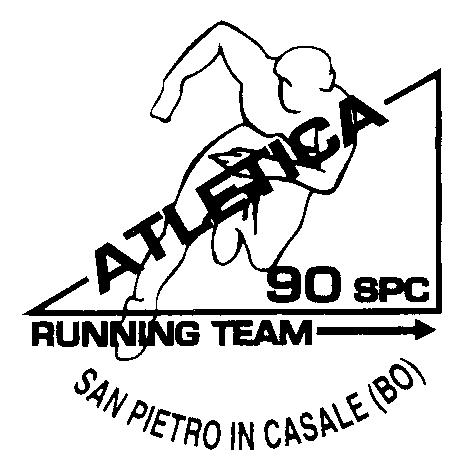 ATLETICA
90 SPC
RUNNING TEAM
SAN PIETRO IN CASALE (BO)